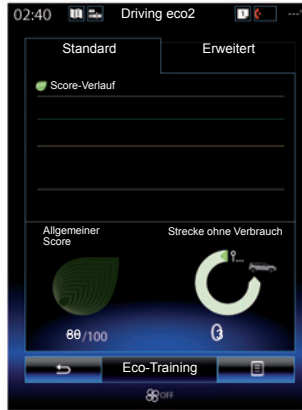 02:40 Driving eco2
Standard Erweitert
Score-Verlauf
Allgemeiner
Score
Strecke ohne Verbrauch
/100
Eco-Training
OFF